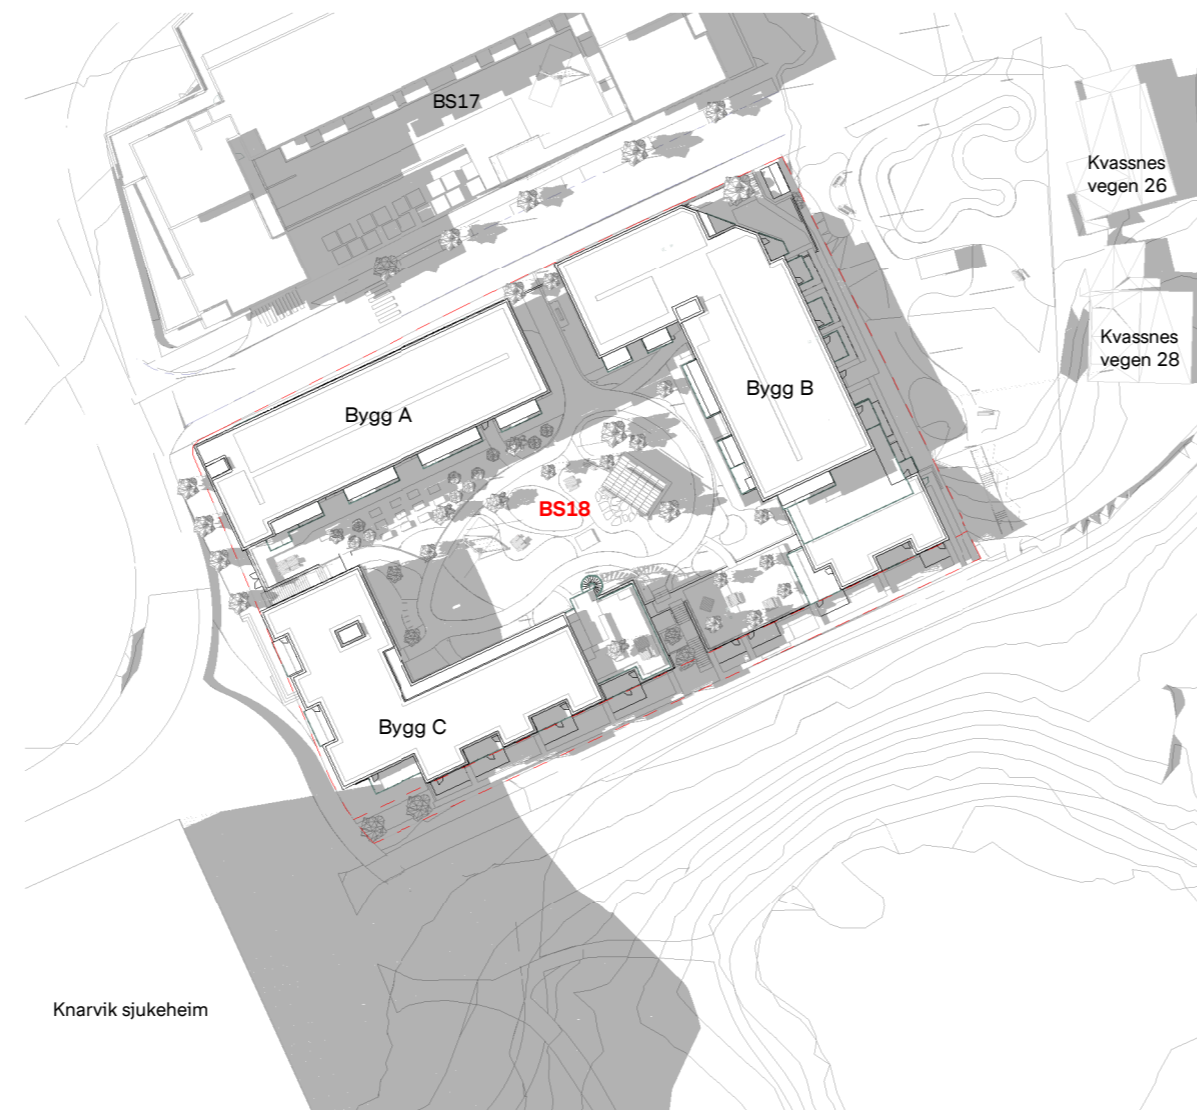 BS17
Kvassnes
vegen 26
Kvassnes
vegen 28
Bygg B
Bygg A
BS18
Bygg C
Knarvik sjukeheim